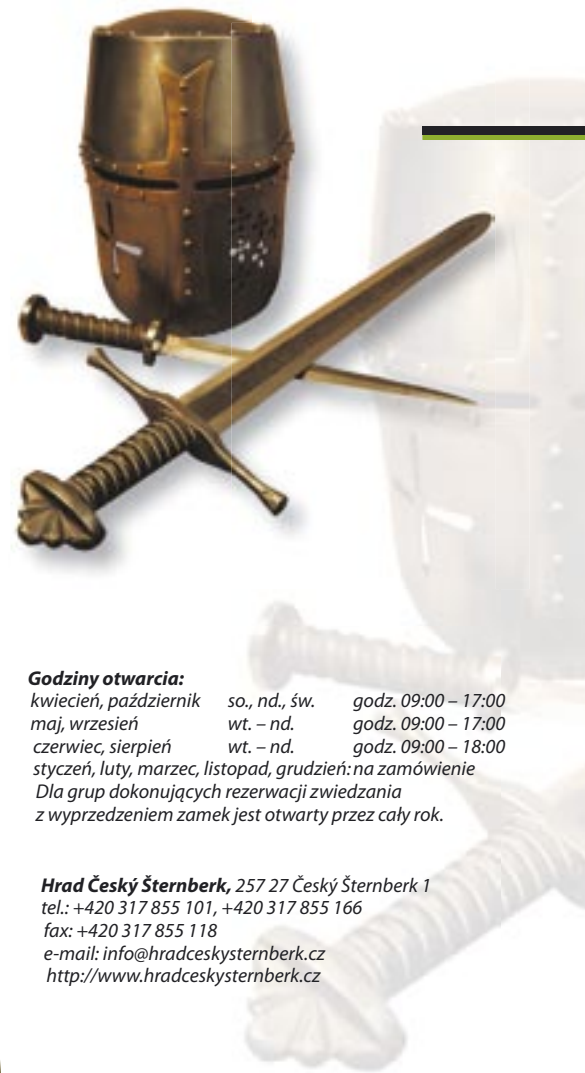 Godziny otwarcia:
kwiecień, październik so., nd., św. godz. 09:00 – 17:00
maj, wrzesień wt. – nd. godz. 09:00 – 17:00
czerwiec, sierpień wt. – nd. godz. 09:00 – 18:00
styczeń, luty, marzec, listopad, grudzień: na zamówienie
Dla grup dokonujących rezerwacji zwiedzania
z wyprzedzeniem zamek jest otwarty przez cały rok.
Hrad Český Šternberk, 257 27 Český Šternberk 1
tel.: +420 317 855 101, +420 317 855 166
fax: +420 317 855 118
e-mail: info@hradceskysternberk.cz
http://www.hradceskysternberk.cz